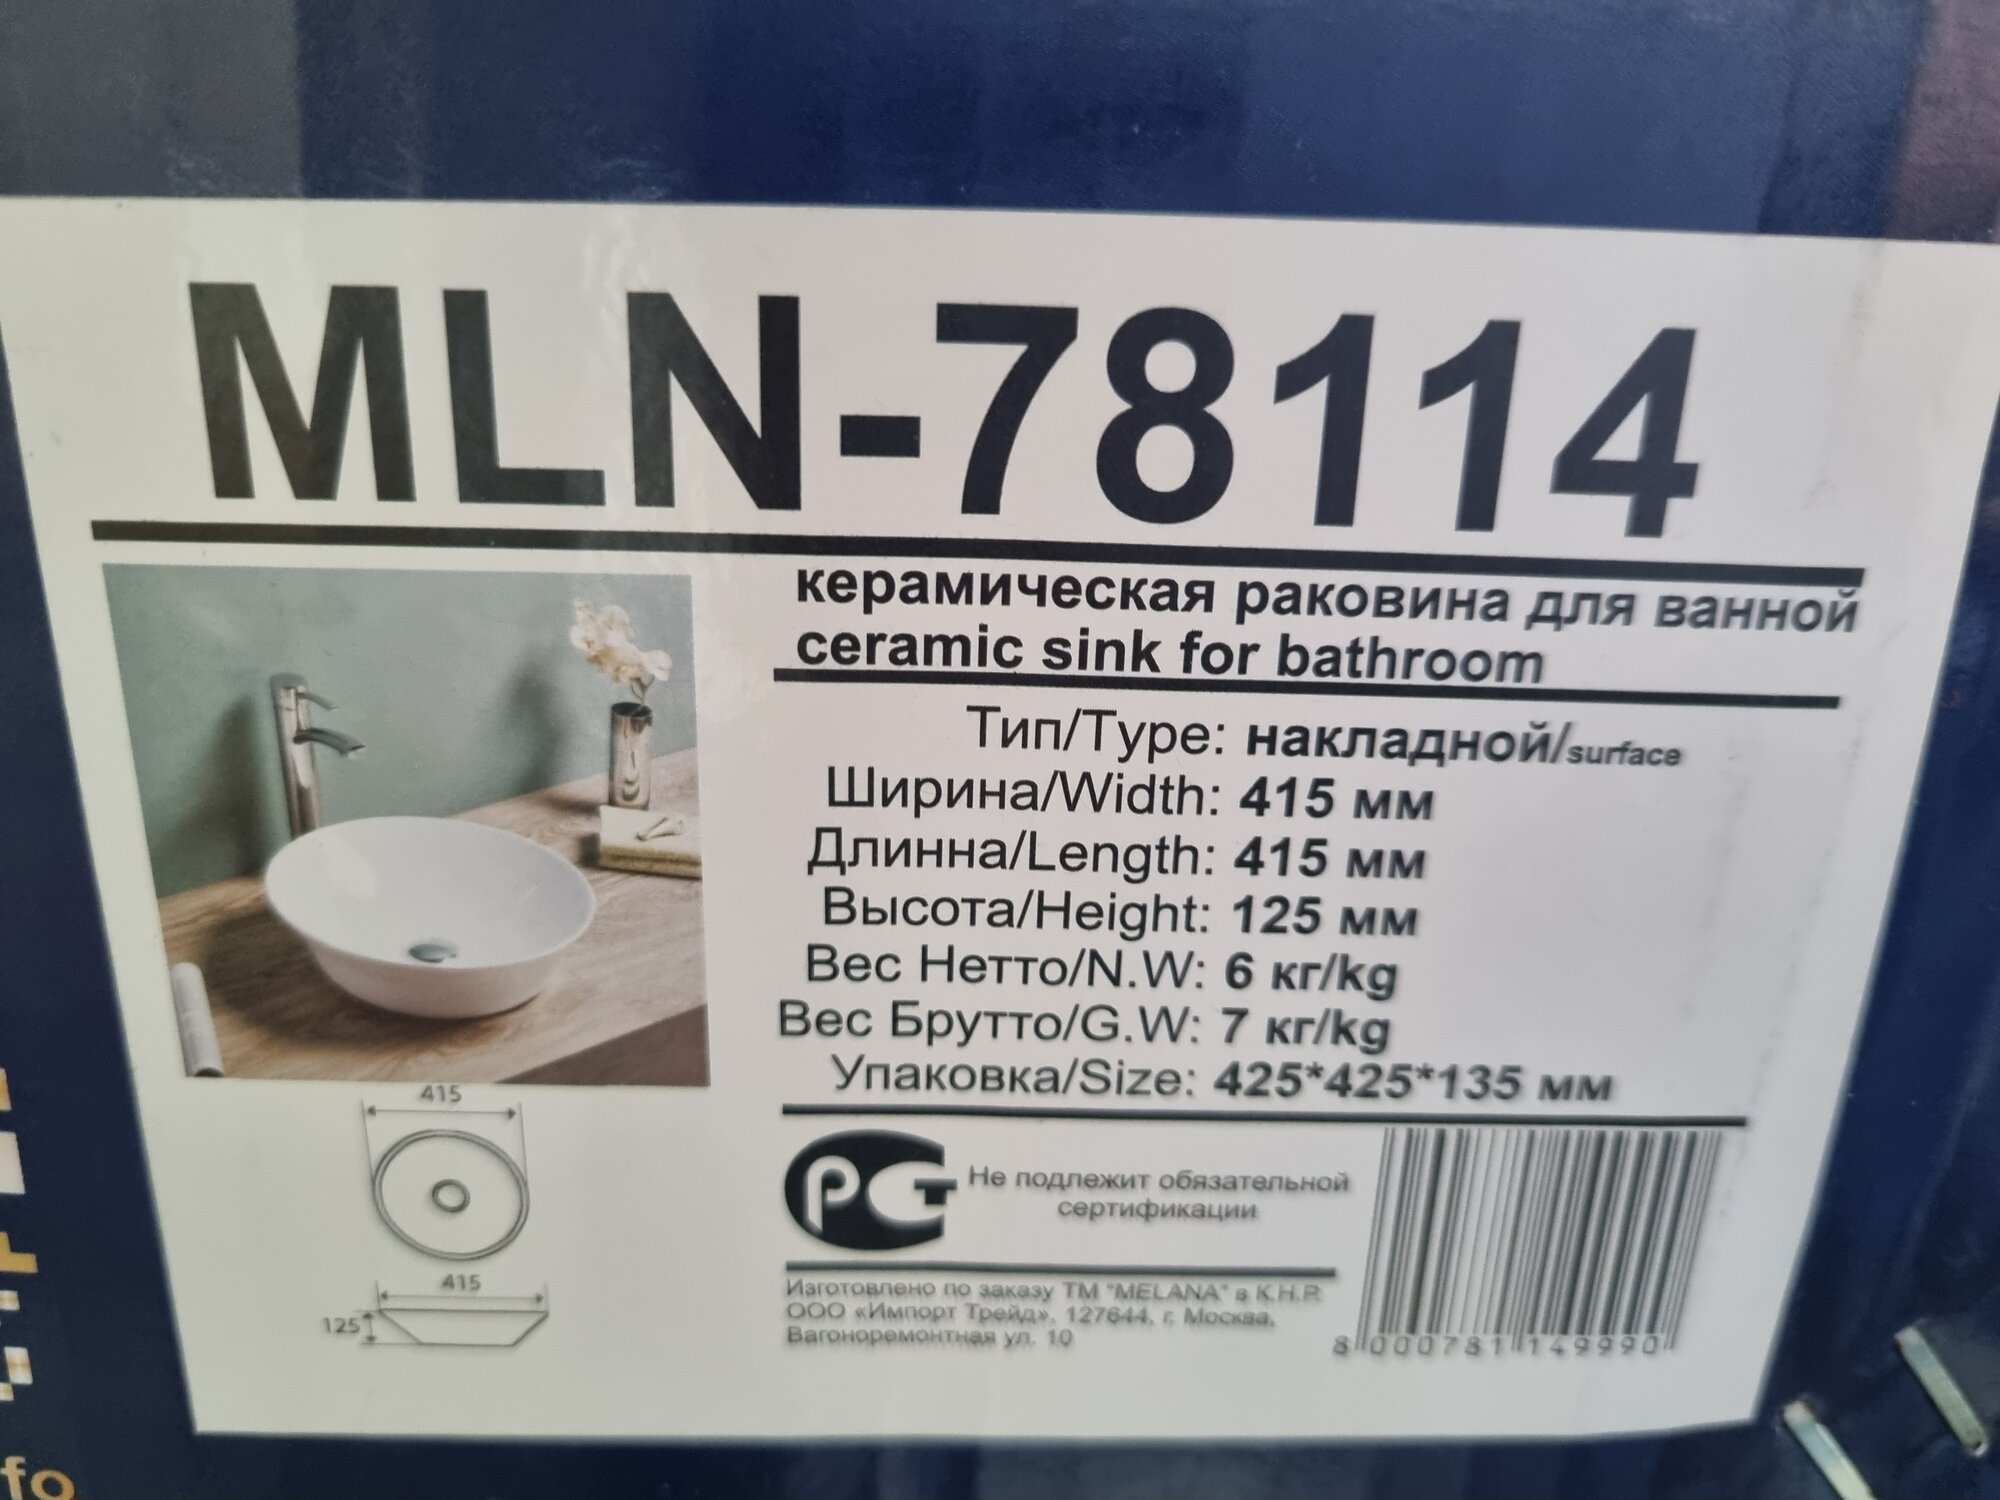 MLN-78114
керамическая раковина для ванной
ceramic sink for bathroom
Тип/Type: накладной/surface
Ширина/Width: 415 мм
Длинна/Length: 415 мм
Высота/Height: 125 мм
Вес Нетто/N.W: 6 кг/kg
Вес Брутто/G.W: 7 кг/kg
Упаковка/Size: 425*425*135 мм
415
415
125
РСТ
Не подлежит обязательной
сертификации
Изготовлено по заказу ТМ "MELANA" в К.Н.Р.
ООО «Импорт Трейд», 127644, г. Москва,
Вагоноремонтная ул. 10
8 000781 149990
fo